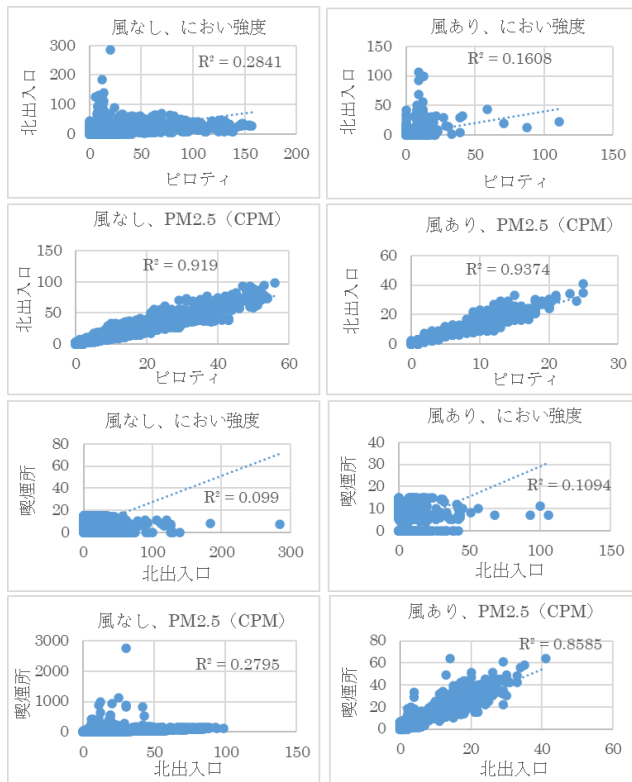 風なし、におい強度
300
200
100
0
0 50 100 150 200
R² = 0.2841
北出入口
ピロティ
風あり、におい強度
150
100
50
0
0 50 100 150
R² = 0.1608
北出入口
ピロティ
風なし、PM2.5（CPM）
150
100
50
0
0 20 40 60
R² = 0.919
北出入口
ピロティ
風あり、PM2.5（CPM）
60
40
20
0
0 10 20 30
R² = 0.9374
北出入口
ピロティ
風なし、におい強度
80
60
40
20
0
0 100 200 300
R² = 0.099
喫煙所
北出入口
風あり、におい強度
40
30
20
10
0
0 50 100 150
R² = 0.1094
喫煙所
北出入口
風なし、PM2.5（CPM）
3000
2000
1000
0
0 50 100 150
R² = 0.2795
喫煙所
北出入口
風あり、PM2.5（CPM）
80
60
40
20
0
0 20 40 60
R² = 0.8585
喫煙所
北出入口